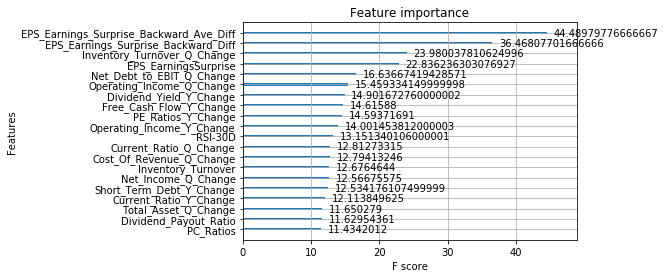 Feature importance
EPS_Earnings_Surprise_Backward_Ave_Diff 44.48979776666667
EPS_Earnings_Surprise_Backward_Diff 36.46807701666666
Inventory_Turnover_Q_Change 23.980037810624996
EPS_EarningsSurprise 22.836236303076927
Net_Debt_to_EBIT_Q_Change 16.63667419428571
Operating_Income_Q_Change 15.459334149999998
Dividend_Yield_Y_Change 14.901672760000002
Free_Cash_Flow_Y_Change 14.61588
PE_Ratios_Y_Change 14.59371691
Operating_Income_Y_Change 14.001453812000003
RSI-30D 13.151340106000001
Current_Ratio_Q_Change 12.81273315
Cost_Of_Revenue_Q_Change 12.79413246
Inventory_Turnover 12.6764644
Net_Income_Q_Change 12.56675575
Short_Term_Debt_Y_Change 12.534176107499999
Current_Ratio_Y_Change 12.113849625
Total_Asset_Q_Change 11.650279
Dividend_Payout_Ratio 11.62954361
PC_Ratios 11.4342012
Features
0 10 20 30 40
F score